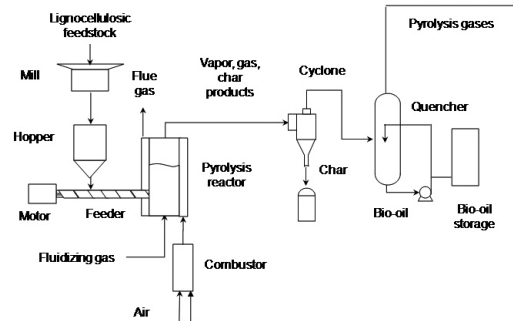 Lignocellulosic
feedstock
Mill
Hopper
Motor
Feeder
Flue
gas
Vapor, gas,
char
products
Pyrolysis
reactor
Fluidizing gas
Combustor
Air
Cyclone
Char
Pyrolysis gases
Quencher
Bio-oil
Bio-oil
storage